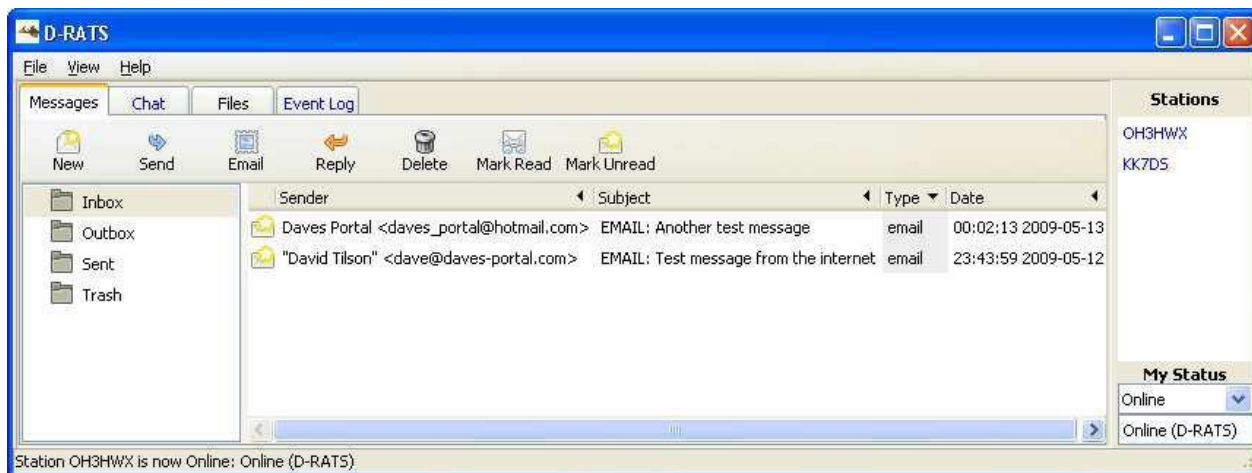 D-RATS
File View Help
Messages Chat Files Event Log
Stations
New Send Email Reply Delete Mark Read Mark Unread
OH3HWX
KK7DS
Inbox
Outbox
Sent
Trash
Sender Subject Type Date
Daves Portal <daves_portal@hotmail.com> EMAIL: Another test message email 00:02:13 2009-05-13
"David Tilson" <dave@daves-portal.com> EMAIL: Test message from the internet email 23:43:59 2009-05-12
My Status
Online
Online (D-RATS)
Station OH3HWX is now Online: Online (D-RATS)